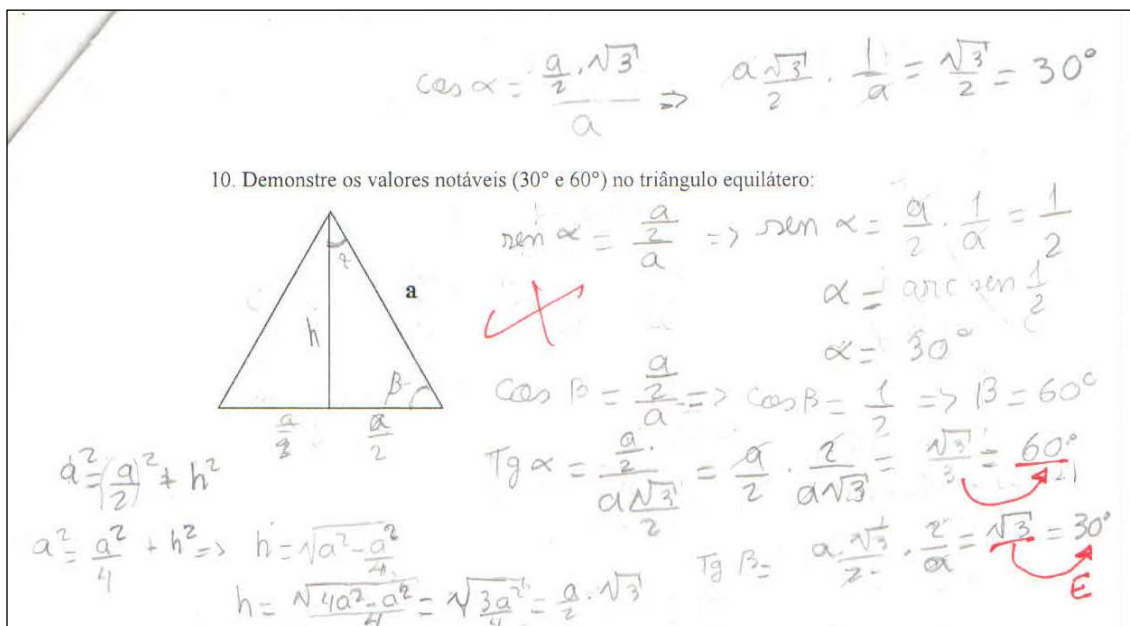 cos α = (a/2 · √3)/a => a√3/2 · 1/a = √3/2 = 30°
10. Demonstre os valores notáveis (30° e 60°) no triângulo equilátero:
sen α = (a/2)/a => sen α = a/2 · 1/a = 1/2
a
α = arc sen 1/2
h
α = 30°
β
cos β = (a/2)/a => cos β = 1/2 => β = 60°
a/2
a² = (a/2)² + h²
Tg α = (a/2)/(a√3/2) = a/2 · 2/a√3 = √3/3 = 60°
a² = a²/4 + h² => h = √a² - a²/4
Tg β = a·√3/2 · 2/a = √3 = 30°
E
h = √4a² - a²/4 = √3a²/4 = a/2 · √3